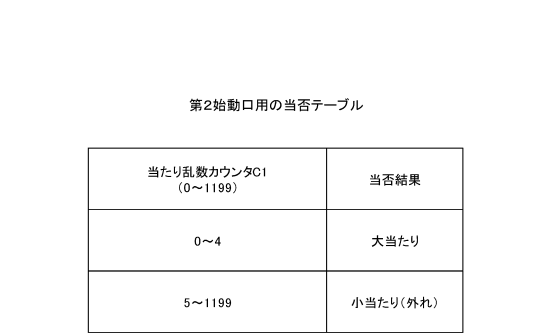 第2始動口用の当否テーブル
当たり乱数カウンタC1
（0～1199）
当否結果
0～4
大当たり
5～1199
小当たり（外れ）